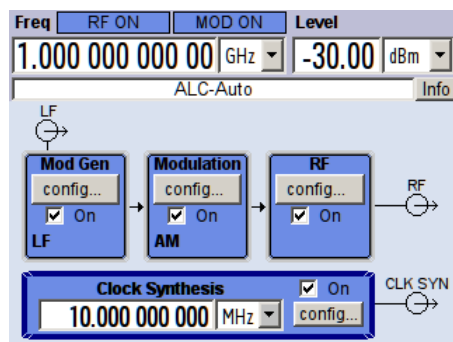 Freq RF ON MOD ON Level
1.000 000 000 00 GHz -30.00 dBm
ALC-Auto Info
LF
Mod Gen Modulation RF
config... config... config...
On On On
RF
LF AM
Clock Synthesis On CLK SYN
10.000 000 000 MHz config...